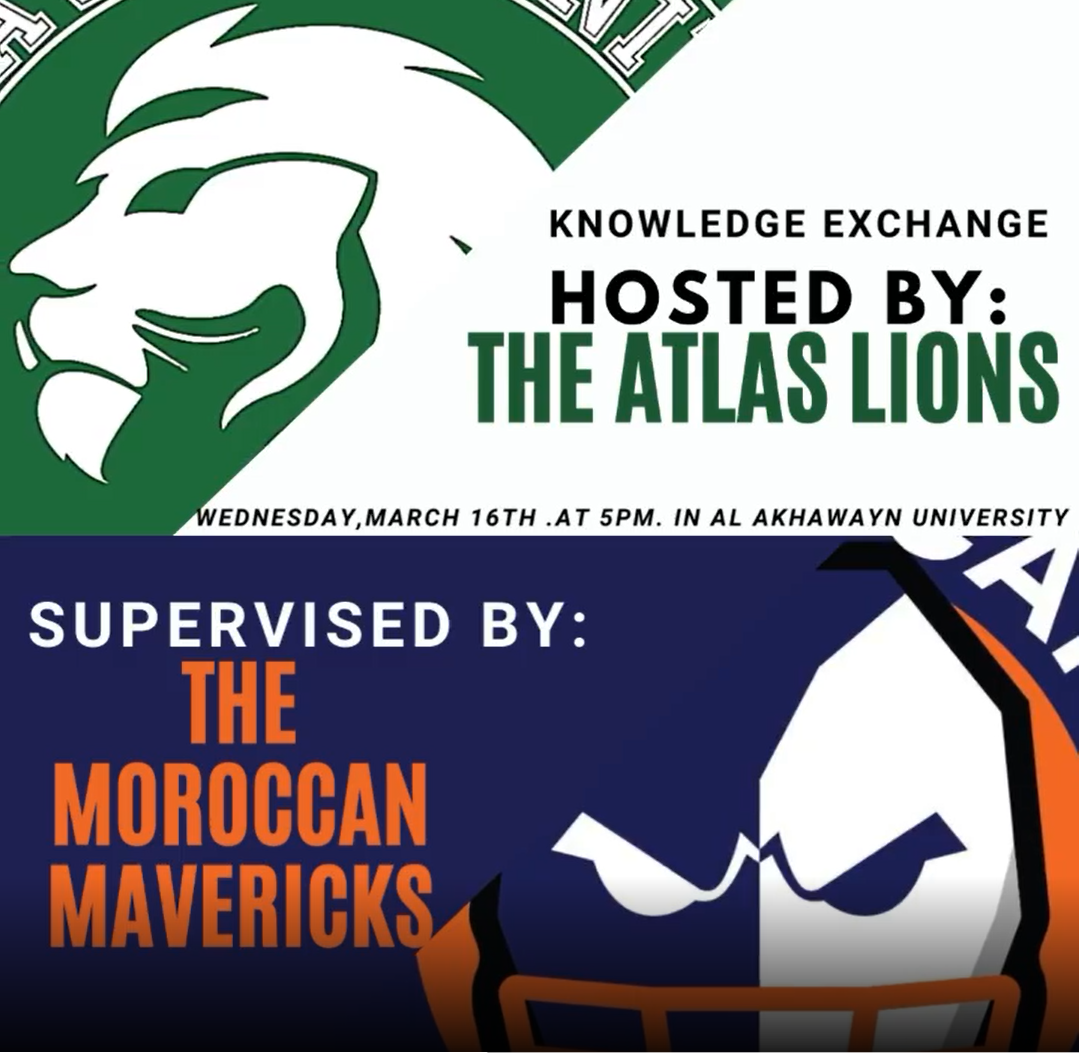 KNOWLEDGE EXCHANGE
HOSTED BY:
THE ATLAS LIONS
WEDNESDAY,MARCH 16TH .AT 5PM. IN AL AKHAWAYN UNIVERSITY
SUPERVISED BY:
THE
MOROCCAN
MAVERICKS